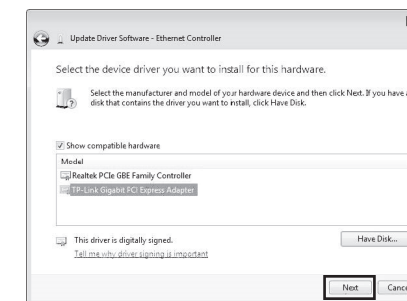 Update Driver Software - Ethernet Controller
Select the device driver you want to install for this hardware.
Select the manufacturer and model of your hardware device and then click Next. If you have a
disk that contains the driver you want to install, click Have Disk.
Show compatible hardware
Model
Realtek PCIe GBE Family Controller
TP-Link Gigabit PCI Express Adapter
This driver is digitally signed.
Have Disk...
Tell me why driver signing is important
Next
Cance